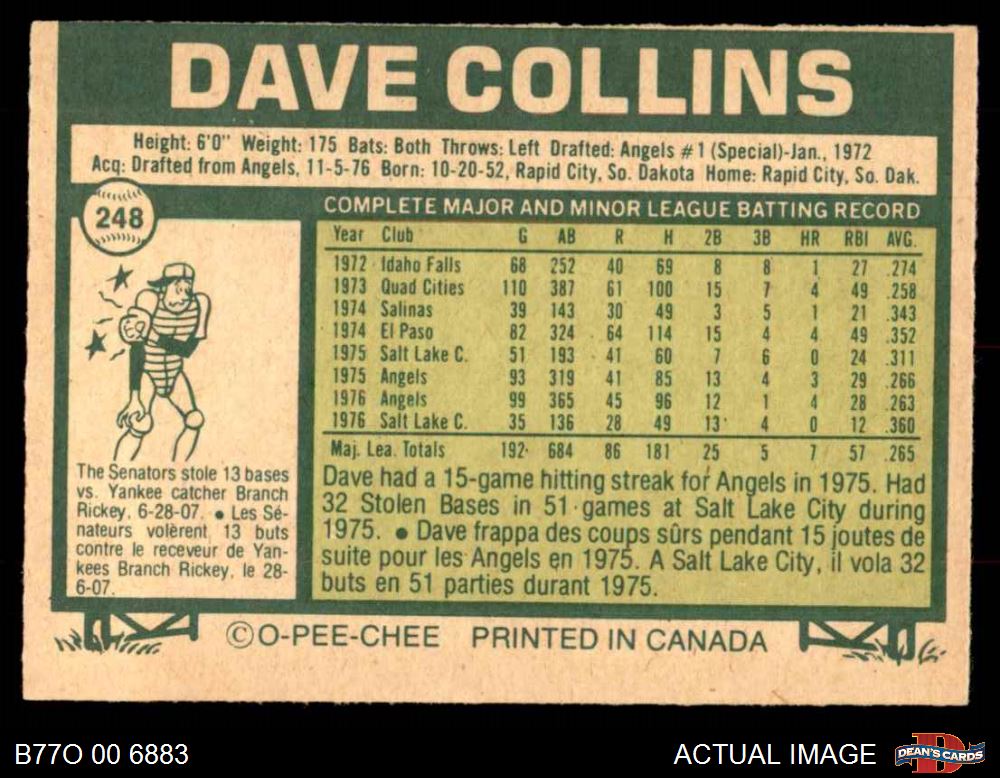 DAVE COLLINS
Height: 6'0" Weight: 175 Bats: Both Throws: Left Drafted: Angels #1 (Special)-Jan., 1972
Acq: Drafted from Angels, 11-5-76 Born: 10-20-52, Rapid City, So. Dakota Home: Rapid City, So. Dak.
248
COMPLETE MAJOR AND MINOR LEAGUE BATTING RECORD
Year Club G AB R H 2B 3B HR RBI AVG.
1972 Idaho Falls 68 252 40 69 8 8 1 27 .274
1973 Quad Cities 110 387 61 100 15 7 4 49 .258
1974 Salinas 39 143 30 49 3 5 1 21 .343
1974 El Paso 82 324 64 114 15 4 4 49 .352
1975 Salt Lake C. 51 193 41 60 7 6 0 24 .311
1975 Angels 93 319 41 85 13 4 3 29 .266
1976 Angels 99 365 45 96 12 1 4 28 .263
1976 Salt Lake C. 35 136 28 49 13 4 0 12 .360
Maj. Lea. Totals 192 684 86 181 25 5 7 57 .265
The Senators stole 13 bases
vs. Yankee catcher Branch
Rickey, 6-28-07. ● Les Sé-
nateurs volèrent 13 buts
contre le receveur de Yan-
kees Branch Rickey, le 28-
6-07.
Dave had a 15-game hitting streak for Angels in 1975. Had
32 Stolen Bases in 51 games at Salt Lake City during
1975. ● Dave frappa des coups sûrs pendant 15 joutes de
suite pour les Angels en 1975. A Salt Lake City, il vola 32
buts en 51 parties durant 1975.
© O-PEE-CHEE PRINTED IN CANADA
B77O 00 6883
ACTUAL IMAGE
DEAN'S CARDS